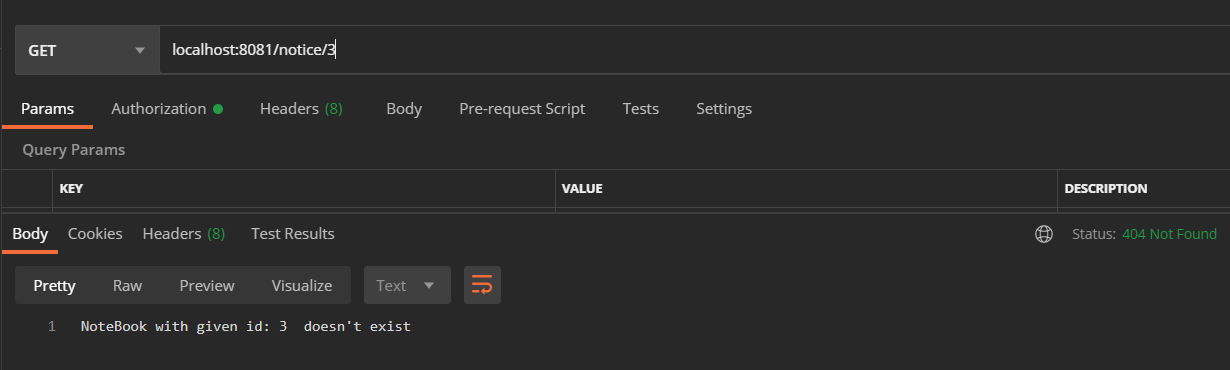 GET localhost:8081/notice/3
Params Authorization Headers (8) Body Pre-request Script Tests Settings
Query Params
KEY VALUE DESCRIPTION
Body Cookies Headers (8) Test Results Status: 404 Not Found
Pretty Raw Preview Visualize Text
1 NoteBook with given id: 3  doesn't exist